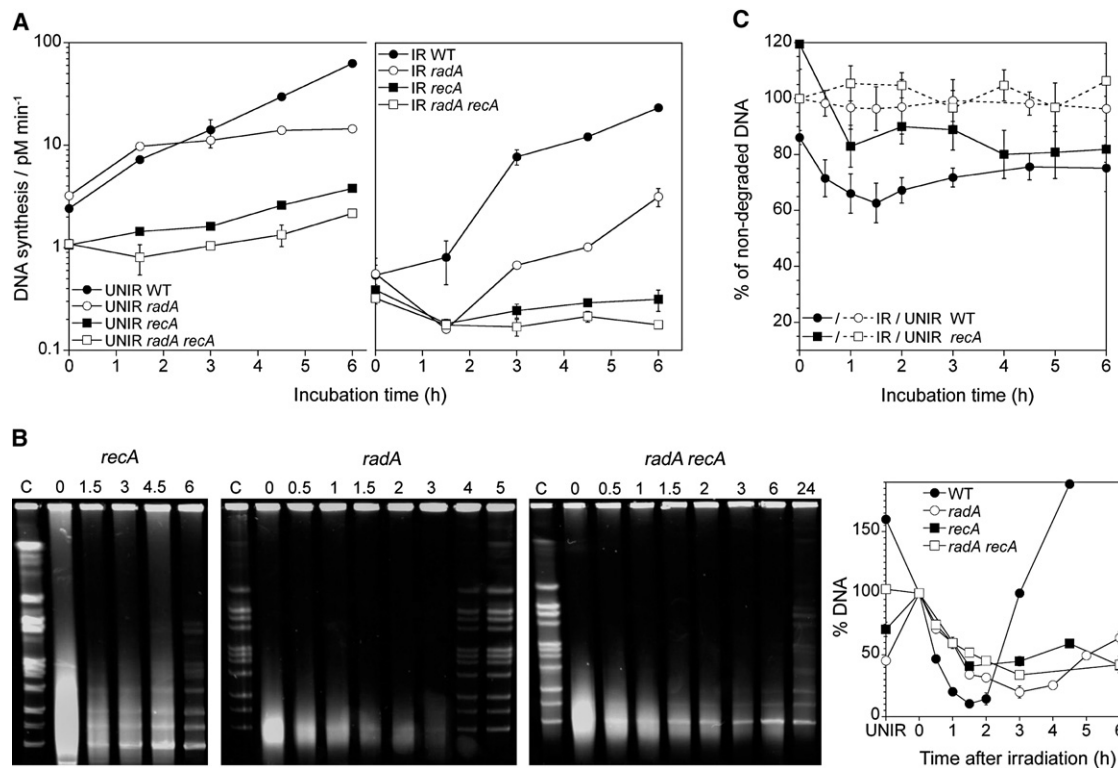 A
DNA synthesis / pM min⁻¹
100
10
1
0.1
UNIR WT
UNIR radA
UNIR recA
UNIR radA recA
0 1 2 3 4 5 6
IR WT
IR radA
IR recA
IR radA recA
0 1 2 3 4 5 6
Incubation time (h)
Incubation time (h)
C
% of non-degraded DNA
120
100
80
60
40
20
/ IR / UNIR WT
/ IR / UNIR recA
0 1 2 3 4 5 6
Incubation time (h)
B
recA
C 0 1.5 3 4.5 6
radA
C 0 0.5 1 1.5 2 3 4 5
radA recA
C 0 0.5 1 1.5 2 3 6 24
% DNA
150
100
50
0
WT
radA
recA
radA recA
UNIR 0 1 2 3 4 5 6
Time after irradiation (h)